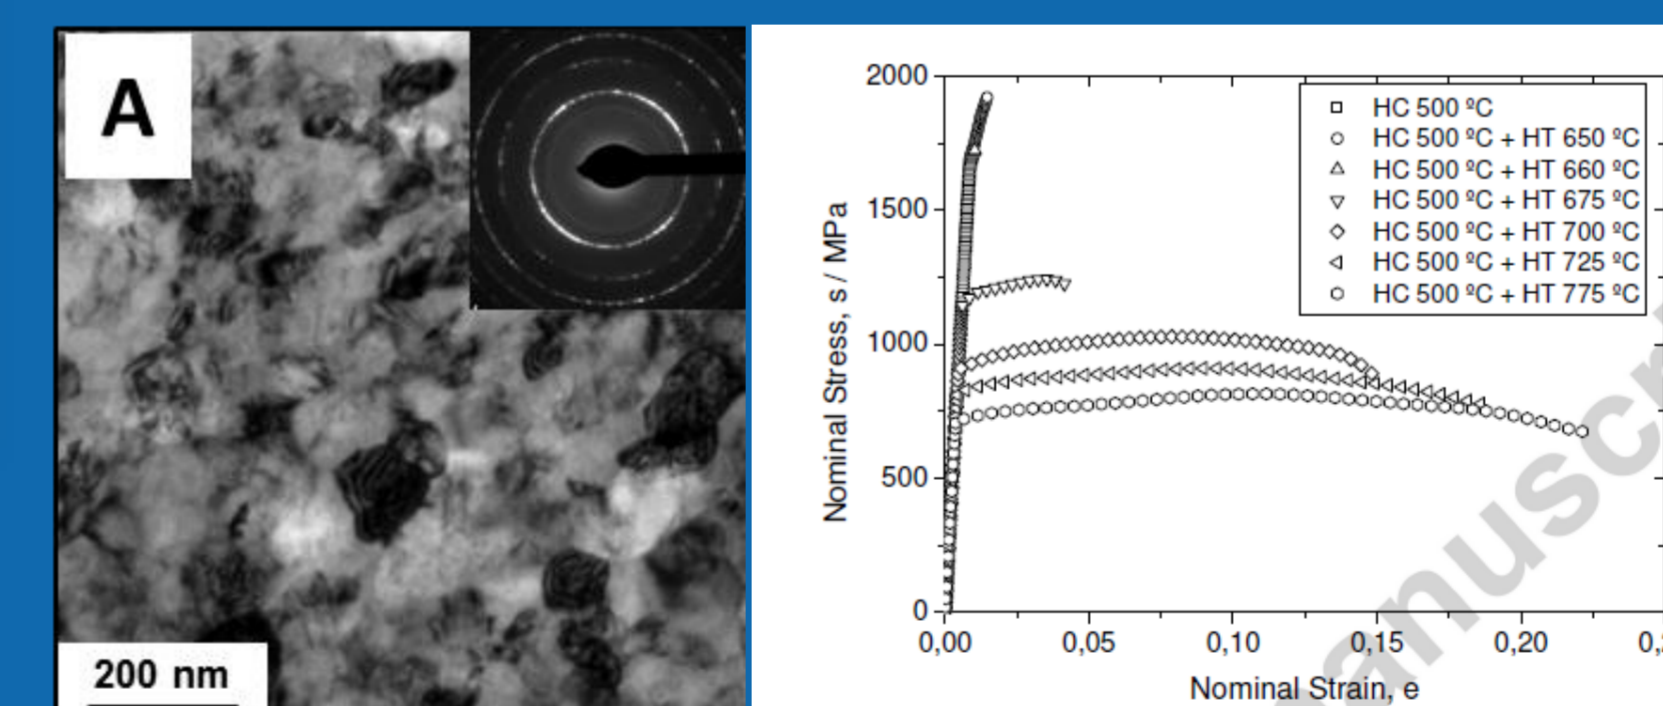 A
200 nm
2000
1500
1000
500
0
Nominal Stress, s / MPa
HC 500 ºC
HC 500 ºC + HT 650 ºC
HC 500 ºC + HT 660 ºC
HC 500 ºC + HT 675 ºC
HC 500 ºC + HT 700 ºC
HC 500 ºC + HT 725 ºC
HC 500 ºC + HT 775 ºC
0,00 0,05 0,10 0,15 0,20
Nominal Strain, e
anuscr